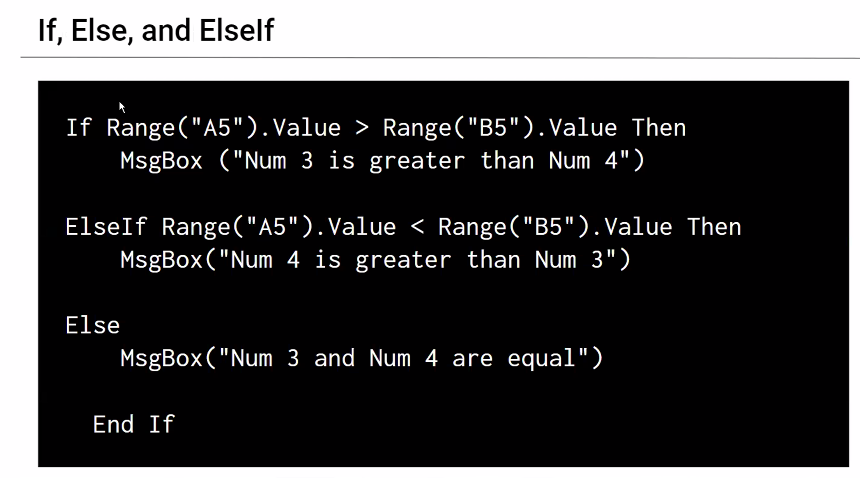 If, Else, and ElseIf
If Range("A5").Value > Range("B5").Value Then
MsgBox ("Num 3 is greater than Num 4")
ElseIf Range("A5").Value < Range("B5").Value Then
MsgBox("Num 4 is greater than Num 3")
Else
MsgBox("Num 3 and Num 4 are equal")
End If